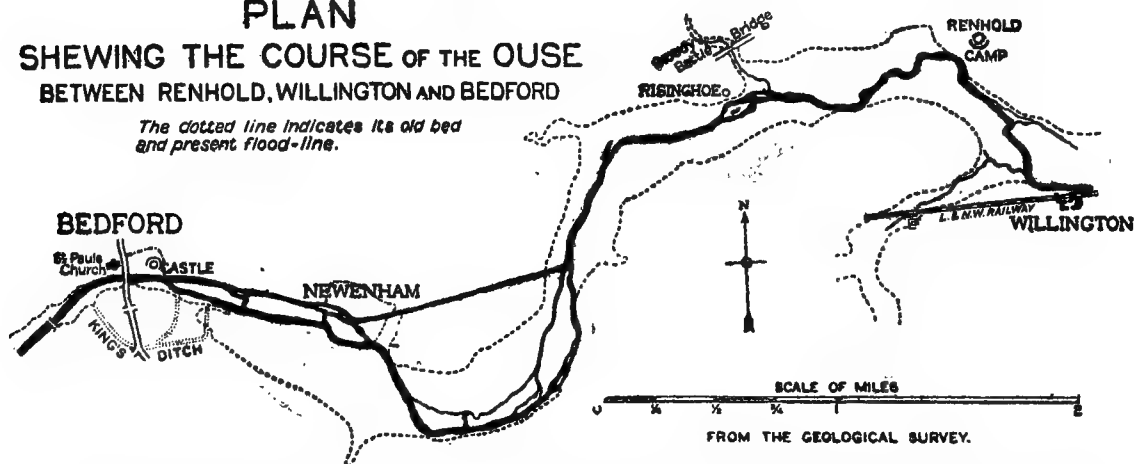 PLAN
SHEWING THE COURSE OF THE OUSE
BETWEEN RENHOLD, WILLINGTON AND BEDFORD
The dotted line indicates its old bed
and present flood-line.
Bridge
Battle
RENHOLD
CAMP
RISINGHOE
N
L. & N.W. RAILWAY
WILLINGTON
BEDFORD
St Pauls
Church
CASTLE
NEWENHAM
KINGS DITCH
SCALE OF MILES
0 ¼ ½ ¾ 1 2
FROM THE GEOLOGICAL SURVEY.